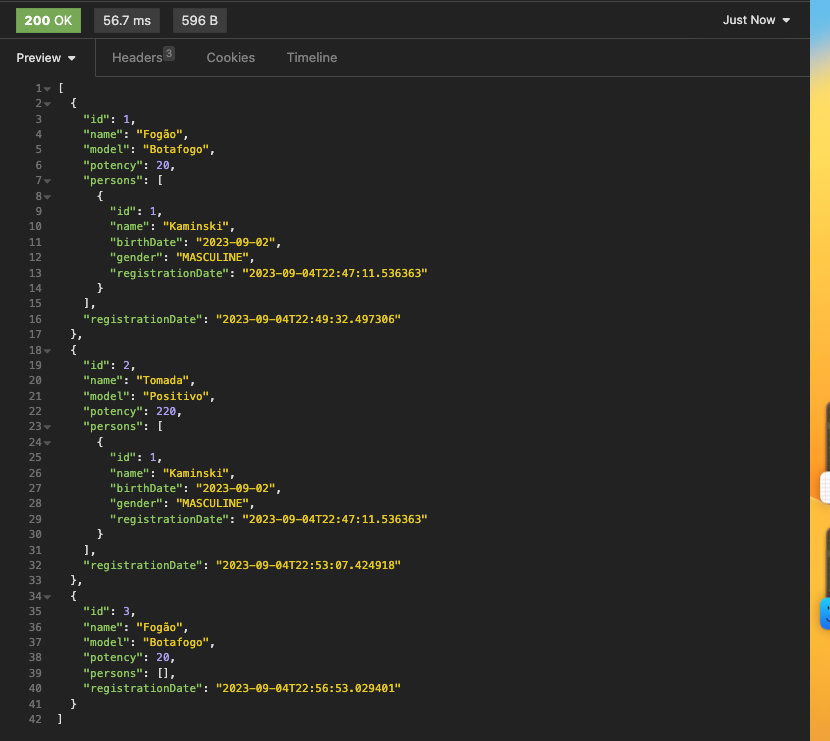 200 OK 56.7 ms 596 B Just Now
Preview Headers 3 Cookies Timeline
1 [
2 {
3 "id": 1,
4 "name": "Fogão",
5 "model": "Botafogo",
6 "potency": 20,
7 "persons": [
8 {
9 "id": 1,
10 "name": "Kaminski",
11 "birthDate": "2023-09-02",
12 "gender": "MASCULINE",
13 "registrationDate": "2023-09-04T22:47:11.536363"
14 }
15 ],
16 "registrationDate": "2023-09-04T22:49:32.497306"
17 },
18 {
19 "id": 2,
20 "name": "Tomada",
21 "model": "Positivo",
22 "potency": 220,
23 "persons": [
24 {
25 "id": 1,
26 "name": "Kaminski",
27 "birthDate": "2023-09-02",
28 "gender": "MASCULINE",
29 "registrationDate": "2023-09-04T22:47:11.536363"
30 }
31 ],
32 "registrationDate": "2023-09-04T22:53:07.424918"
33 },
34 {
35 "id": 3,
36 "name": "Fogão",
37 "model": "Botafogo",
38 "potency": 20,
39 "persons": [],
40 "registrationDate": "2023-09-04T22:56:53.029401"
41 }
42 ]